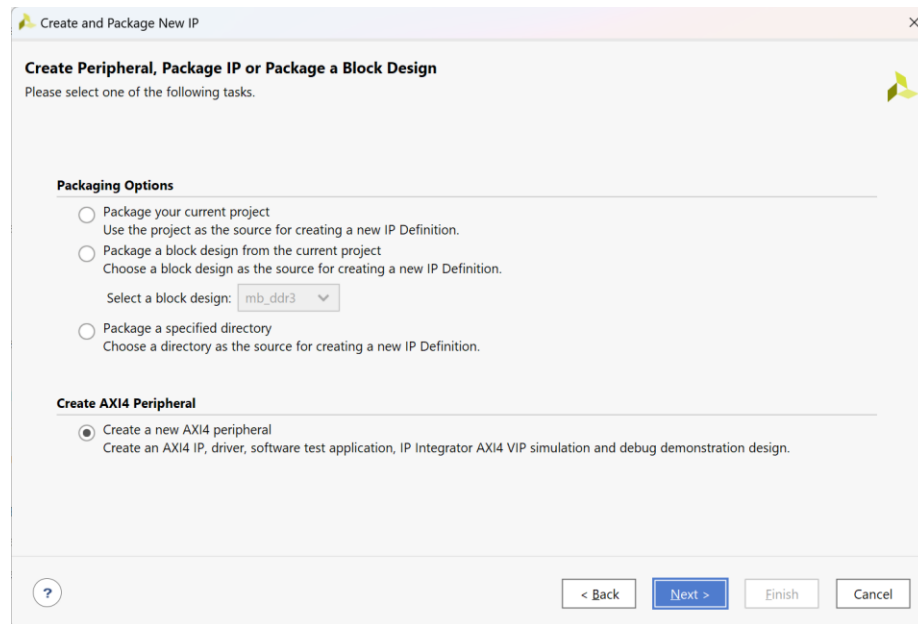 Create and Package New IP
Create Peripheral, Package IP or Package a Block Design
Please select one of the following tasks.
Packaging Options
Package your current project
Use the project as the source for creating a new IP Definition.
Package a block design from the current project
Choose a block design as the source for creating a new IP Definition.
Select a block design: mb_ddr3
Package a specified directory
Choose a directory as the source for creating a new IP Definition.
Create AXI4 Peripheral
Create a new AXI4 peripheral
Create an AXI4 IP, driver, software test application, IP Integrator AXI4 VIP simulation and debug demonstration design.
? < Back Next > Finish Cancel